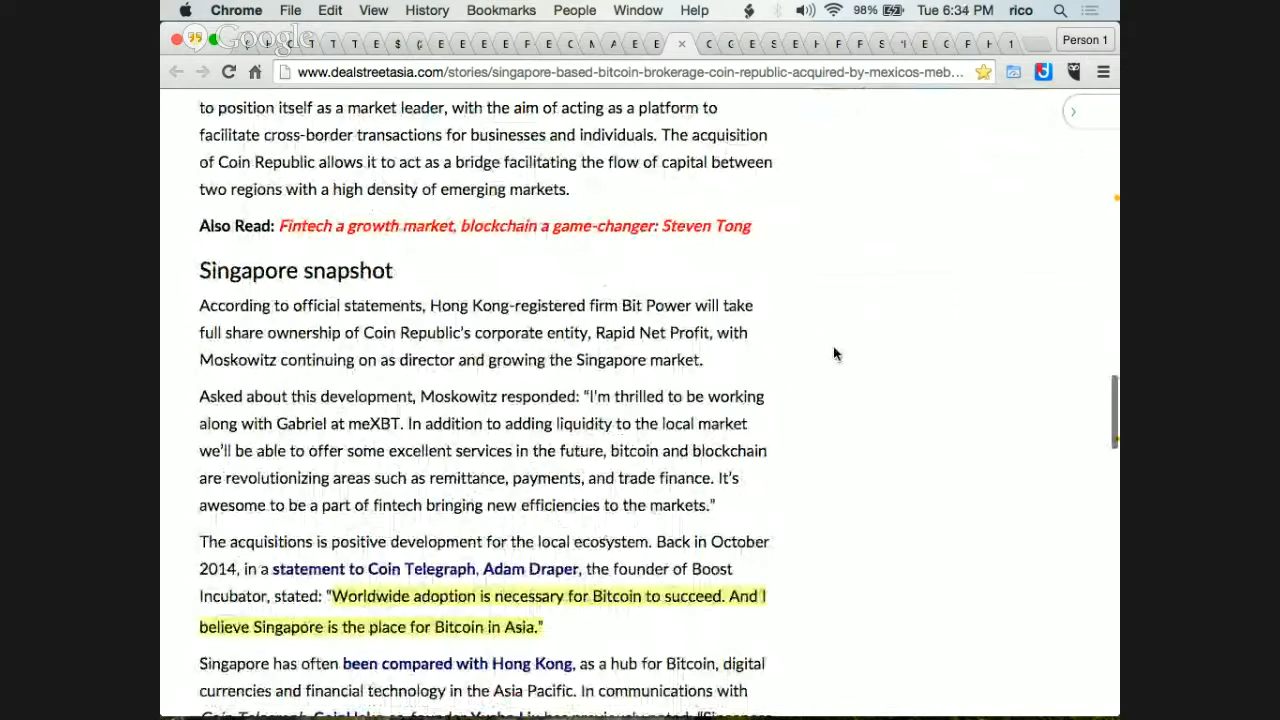 Chrome File Edit View History Bookmarks People Window Help 98% Tue 6:34 PM rico
Google
Person 1
www.dealstreetasia.com/stories/singapore-based-bitcoin-brokerage-coin-republic-acquired-by-mexicos-meb...
to position itself as a market leader, with the aim of acting as a platform to
facilitate cross-border transactions for businesses and individuals. The acquisition
of Coin Republic allows it to act as a bridge facilitating the flow of capital between
two regions with a high density of emerging markets.
Also Read: Fintech a growth market, blockchain a game-changer: Steven Tong
Singapore snapshot
According to official statements, Hong Kong-registered firm Bit Power will take
full share ownership of Coin Republic's corporate entity, Rapid Net Profit, with
Moskowitz continuing on as director and growing the Singapore market.
Asked about this development, Moskowitz responded: “I'm thrilled to be working
along with Gabriel at meXBT. In addition to adding liquidity to the local market
we'll be able to offer some excellent services in the future, bitcoin and blockchain
are revolutionizing areas such as remittance, payments, and trade finance. It's
awesome to be a part of fintech bringing new efficiencies to the markets.”
The acquisitions is positive development for the local ecosystem. Back in October
2014, in a statement to Coin Telegraph, Adam Draper, the founder of Boost
Incubator, stated: “Worldwide adoption is necessary for Bitcoin to succeed. And I
believe Singapore is the place for Bitcoin in Asia.”
Singapore has often been compared with Hong Kong, as a hub for Bitcoin, digital
currencies and financial technology in the Asia Pacific. In communications with